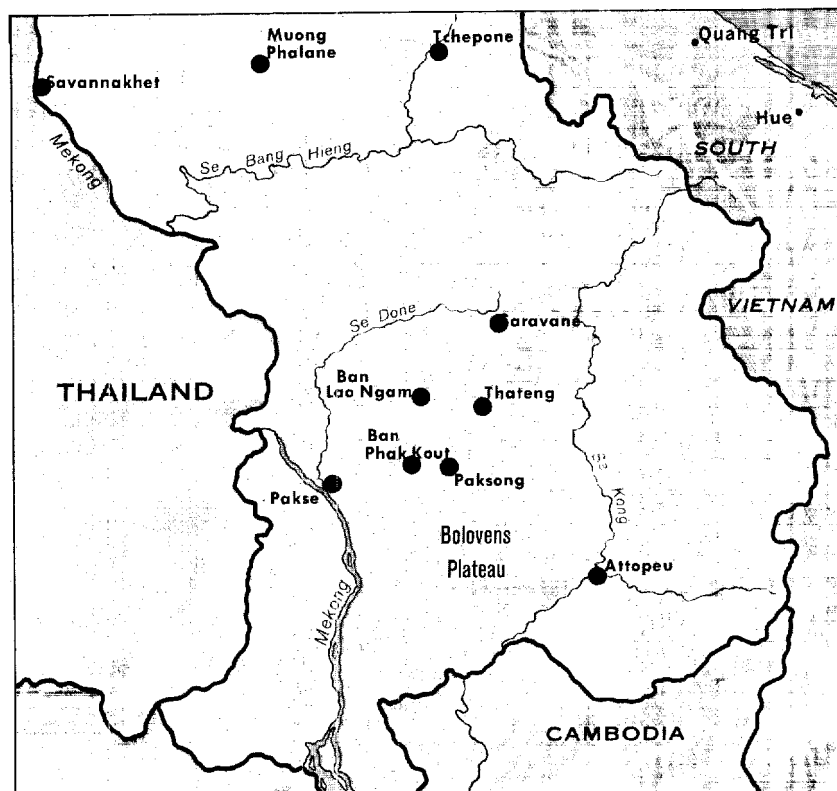 Muong
Phalane
Tchepone
Quang Tri
Savannakhet
Hue
SOUTH
Mekong
Se Bang Hieng
VIETNAM
Se Done
Saravane
THAILAND
Ban
Lao Ngam
Thateng
Ban
Phak Kout
Paksong
Pakse
Kong
Bolovens
Plateau
Attopeu
Mekong
CAMBODIA